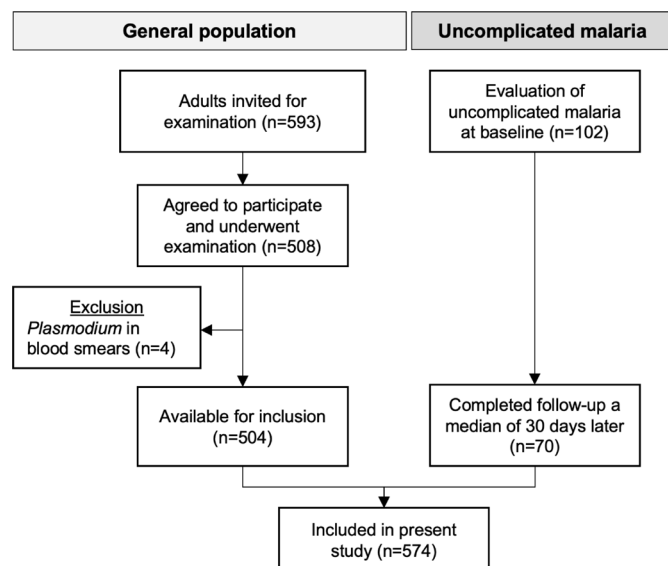 General population
Uncomplicated malaria
Adults invited for
examination (n=593)
Evaluation of
uncomplicated malaria
at baseline (n=102)
Agreed to participate
and underwent
examination (n=508)
Exclusion
Plasmodium in
blood smears (n=4)
Available for inclusion
(n=504)
Completed follow-up a
median of 30 days later
(n=70)
Included in present
study (n=574)